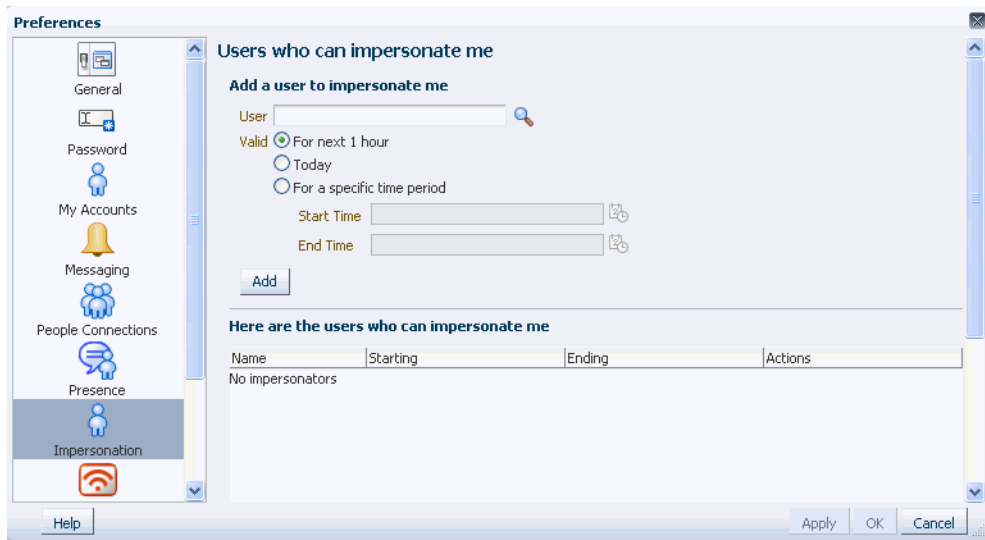 Preferences
General
Password
My Accounts
Messaging
People Connections
Presence
Impersonation
Users who can impersonate me
Add a user to impersonate me
User
Valid For next 1 hour
Today
For a specific time period
Start Time
End Time
Add
Here are the users who can impersonate me
Name Starting Ending Actions
No impersonators
Help Apply OK Cancel